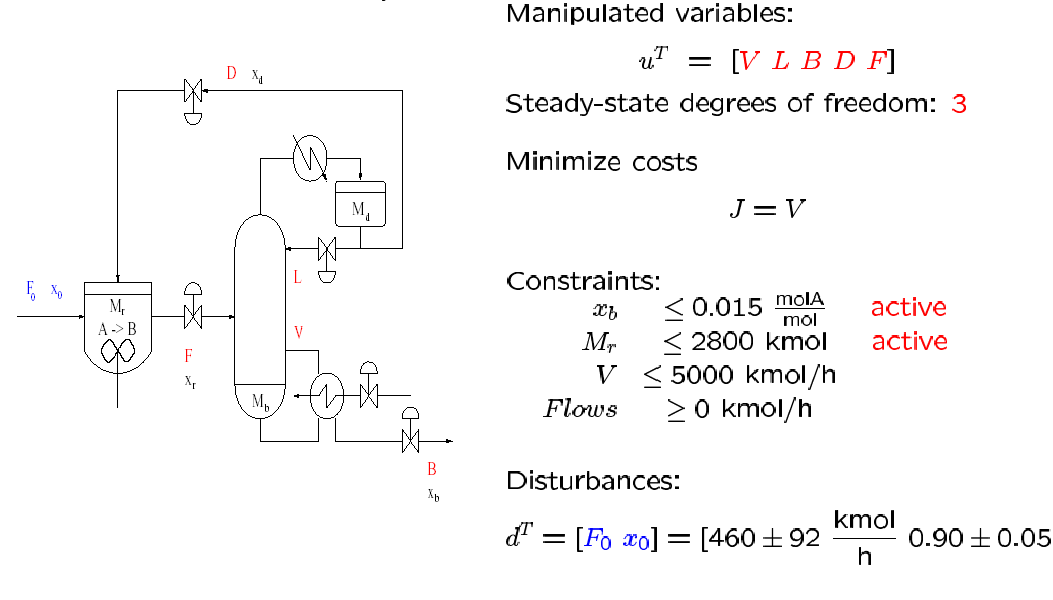 Manipulated variables:
u^T = [V L B D F]
Steady-state degrees of freedom: 3
Minimize costs
J = V
Constraints:
x_b ≤ 0.015 molA/mol active
M_r ≤ 2800 kmol active
V ≤ 5000 kmol/h
Flows ≥ 0 kmol/h
Disturbances:
d^T = [F_0 x_0] = [460 ± 92 kmol/h 0.90 ± 0.05
D x_d
M_d
L
F_0 x_0
M_r
A -> B
F
x_r
V
M_b
B
x_b